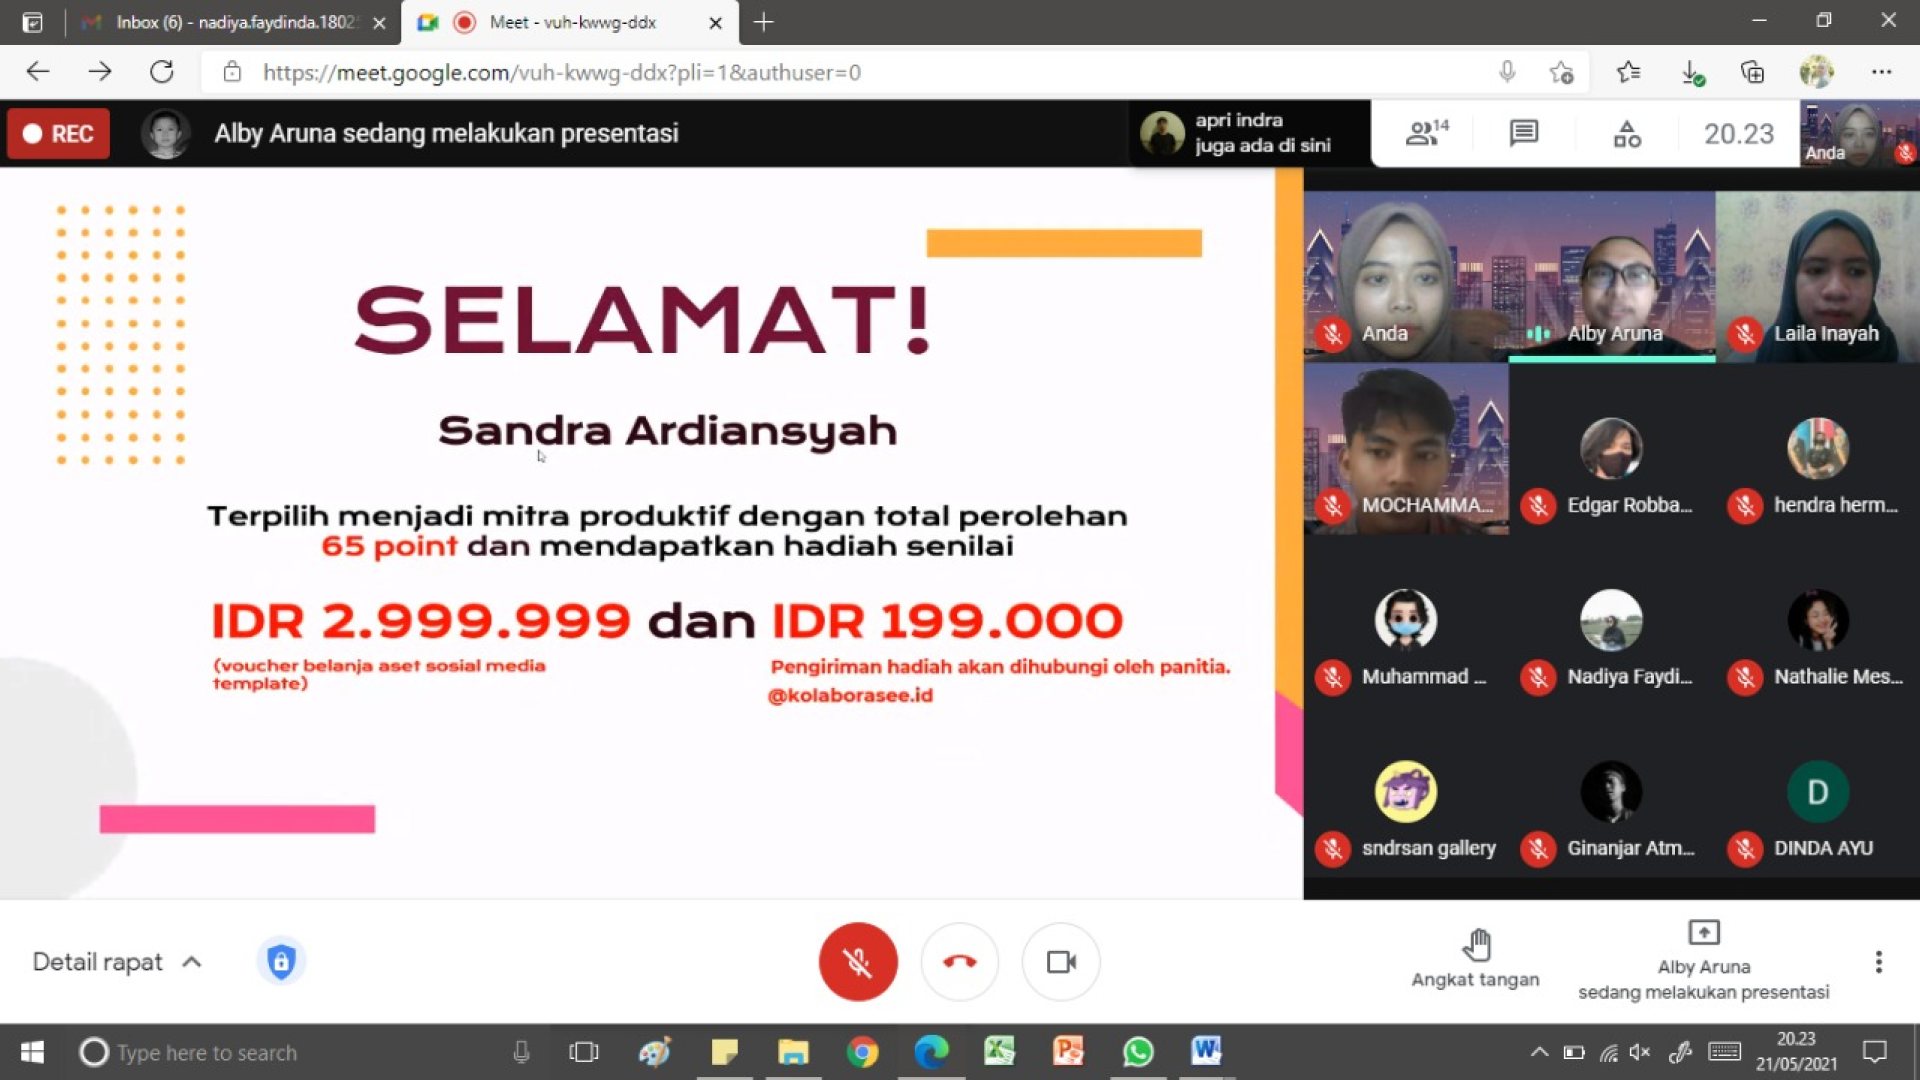 Inbox (6) - nadiya.faydinda.1802
Meet - vuh-kwwg-ddx
https://meet.google.com/vuh-kwwg-ddx?pli=1&authuser=0
REC
Alby Aruna sedang melakukan presentasi
apri indra
juga ada di sini
14
20.23
Anda
SELAMAT!
Sandra Ardiansyah
Terpilih menjadi mitra produktif dengan total perolehan
65 point dan mendapatkan hadiah senilai
IDR 2.999.999 dan IDR 199.000
(voucher belanja aset sosial media
template)
Pengiriman hadiah akan dihubungi oleh panitia.
@kolaborasee.id
Anda
Alby Aruna
Laila Inayah
MOCHAMMA...
Edgar Robba...
hendra herm...
Muhammad ...
Nadiya Faydi...
Nathalie Mes...
sndrsan gallery
Ginanjar Atm...
D
DINDA AYU
Detail rapat
Angkat tangan
Alby Aruna
sedang melakukan presentasi
Type here to search
20.23
21/05/2021